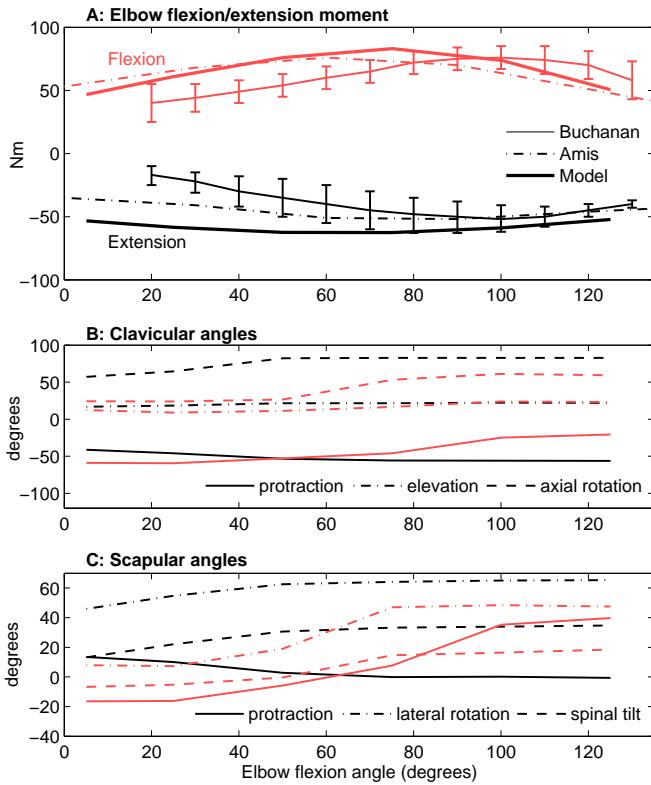 A: Elbow flexion/extension moment
100
50
0
−50
−100
Nm
Flexion
Buchanan
Amis
Model
Extension
0 20 40 60 80 100 120
B: Clavicular angles
100
50
0
−50
−100
degrees
protraction elevation axial rotation
0 20 40 60 80 100 120
C: Scapular angles
60
40
20
0
−20
−40
degrees
protraction lateral rotation spinal tilt
0 20 40 60 80 100 120
Elbow flexion angle (degrees)